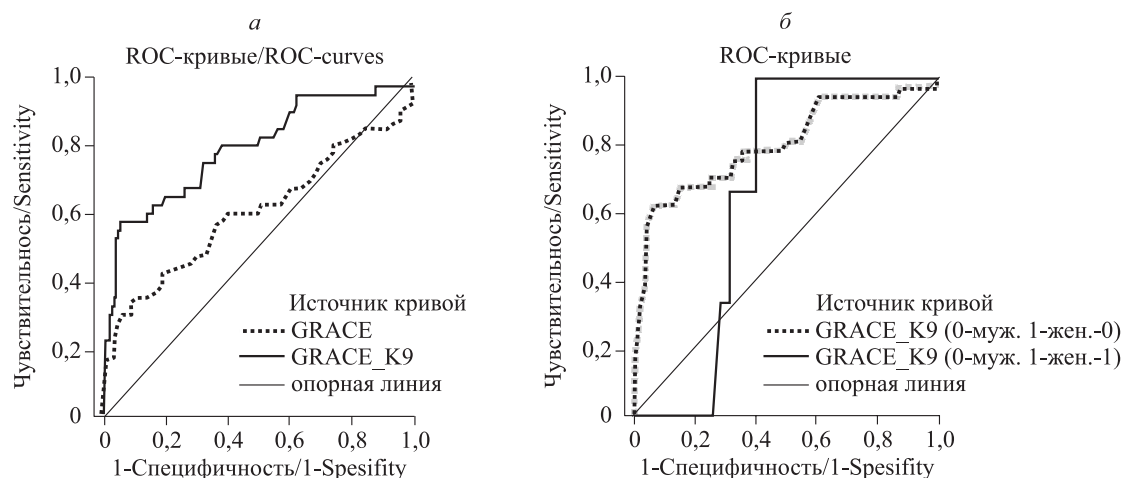 а
ROC-кривые/ROC-curves
Чувствительнось/Sensitivity
1,0
0,8
0,6
0,4
0,2
0
Источник кривой
GRACE
GRACE_K9
опорная линия
0 0,2 0,4 0,6 0,8 1,0
1-Специфичность/1-Spesifity
б
ROC-кривые
Чувствительнось/Sensitivity
1,0
0,8
0,6
0,4
0,2
0
Источник кривой
GRACE_K9 (0-муж. 1-жен.-0)
GRACE_K9 (0-муж. 1-жен.-1)
опорная линия
0 0,2 0,4 0,6 0,8 1,0
1-Специфичность/1-Spesifity